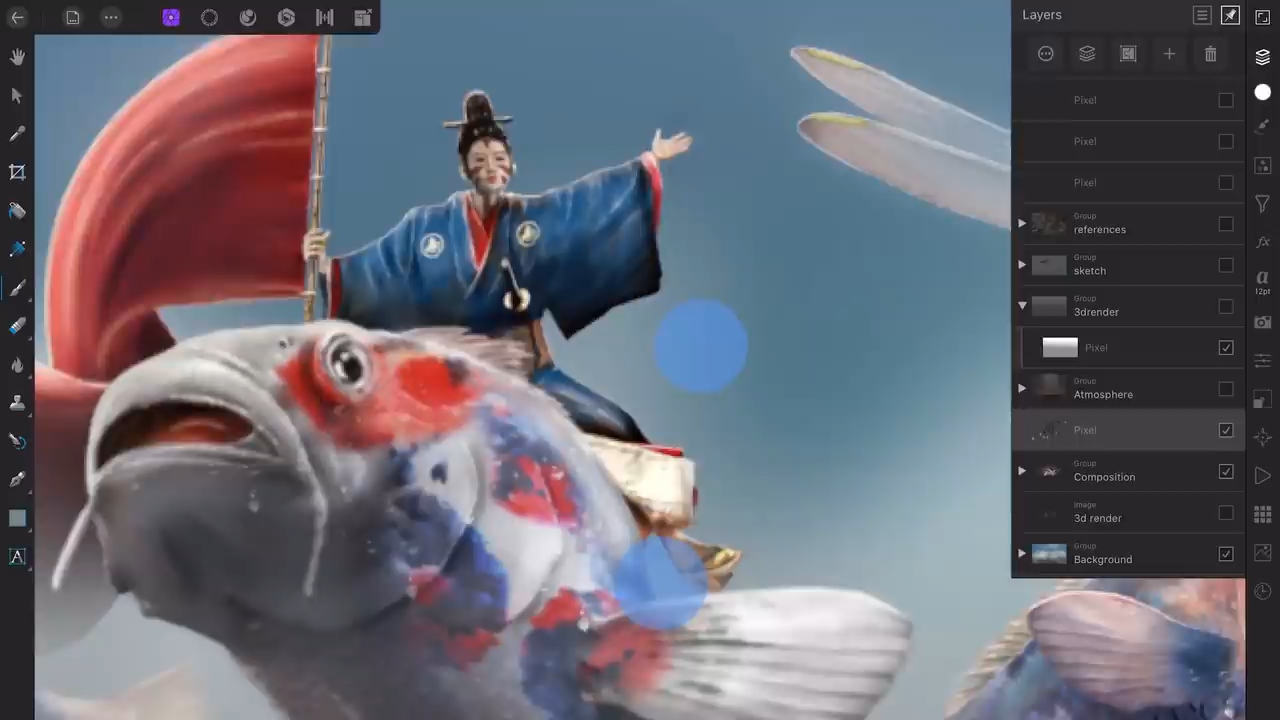 Layers
Pixel
Pixel
Pixel
Group
references
Group
sketch
Group
3drender
Pixel
Group
Atmosphere
Pixel
Group
Composition
Image
3d render
Group
Background
fx
a
12pt
A